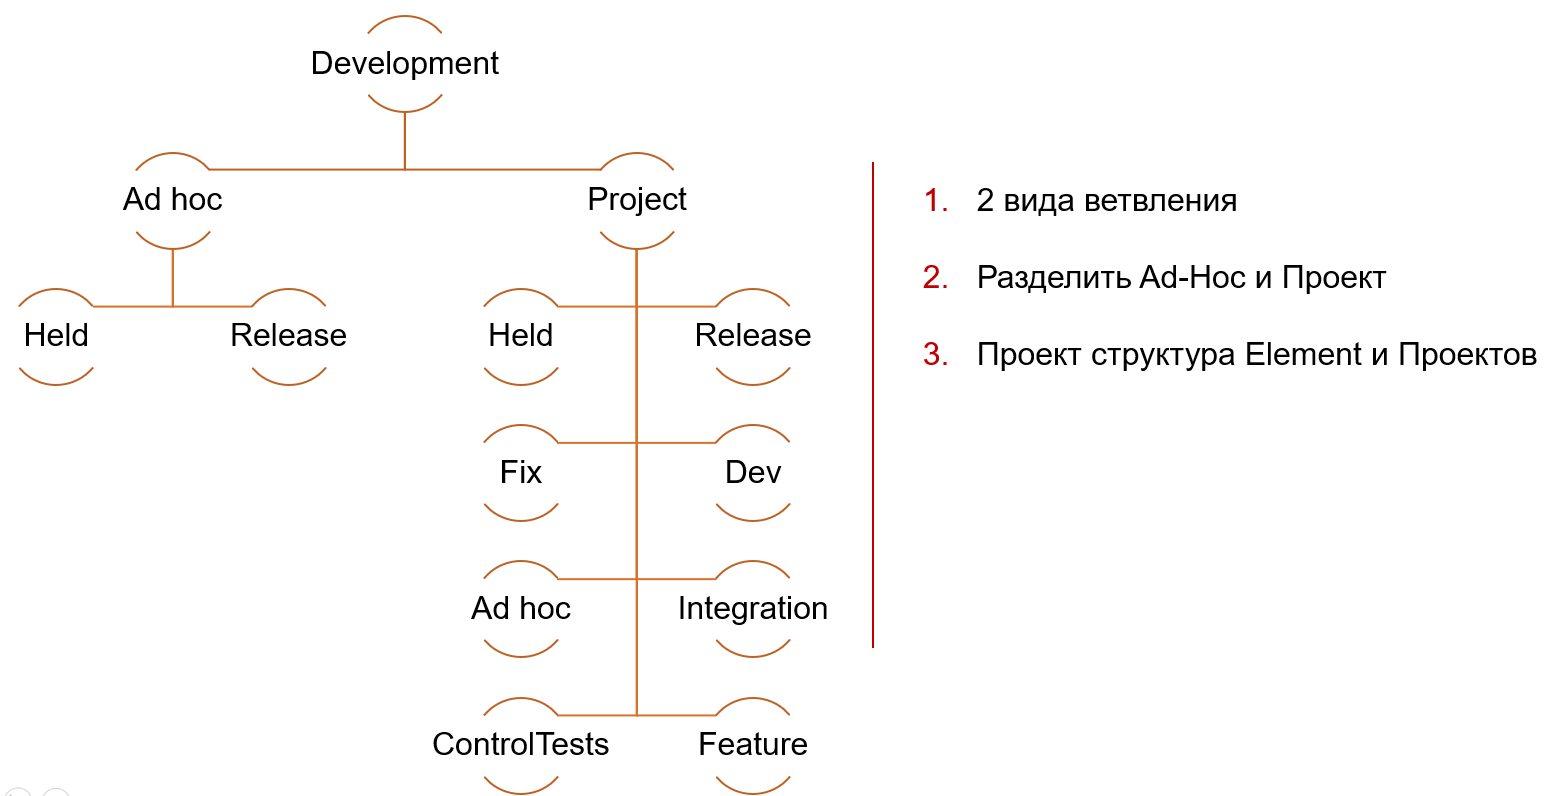 Development
Ad hoc
Project
Held
Release
Held
Release
Fix
Dev
Ad hoc
Integration
ControlTests
Feature
1. 2 вида ветвления
2. Разделить Ad-Hoc и Проект
3. Проект структура Element и Проектов